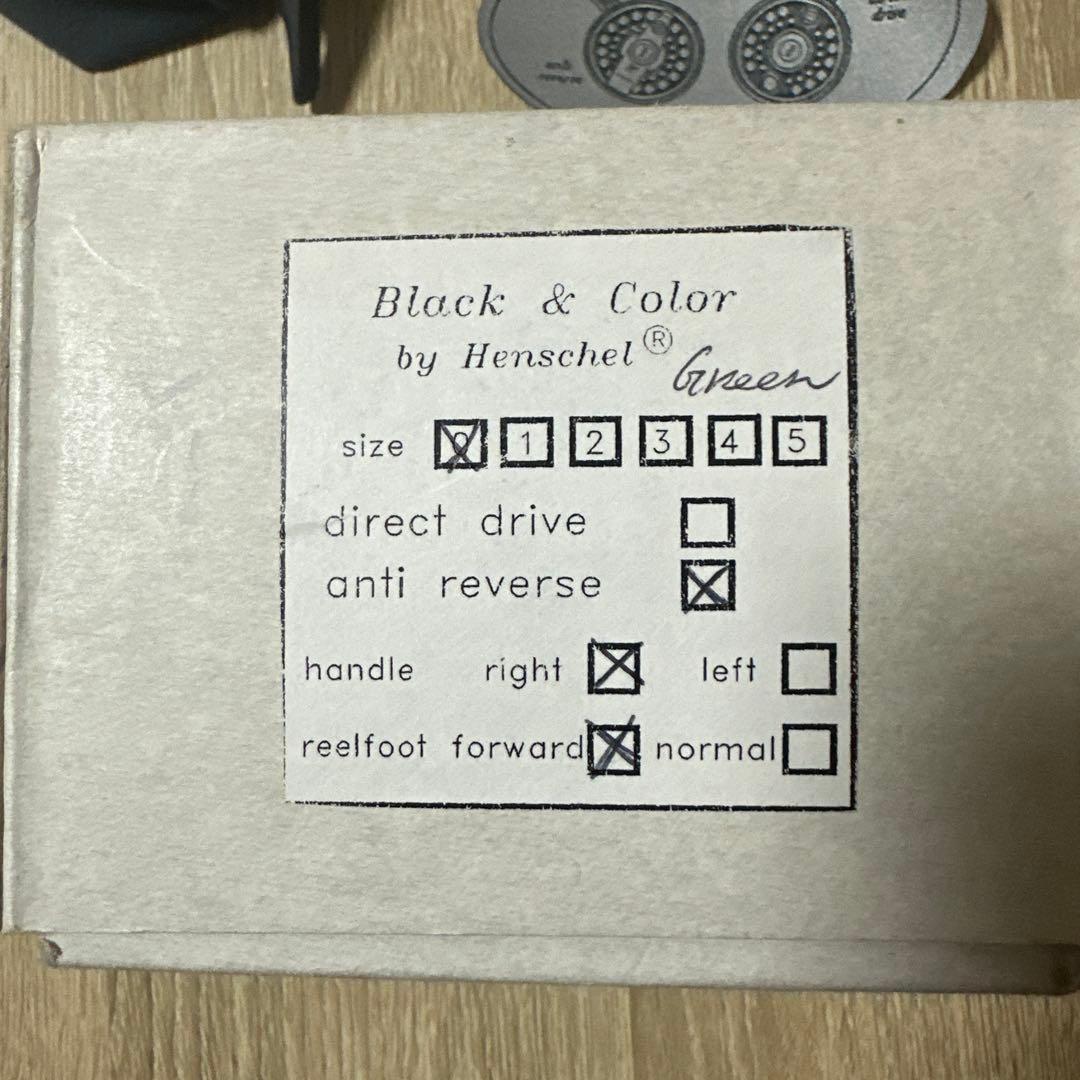 Black & Color
by Henschel®
Green
size 0 1 2 3 4 5
direct drive
anti reverse
handle right left
reelfoot forward normal